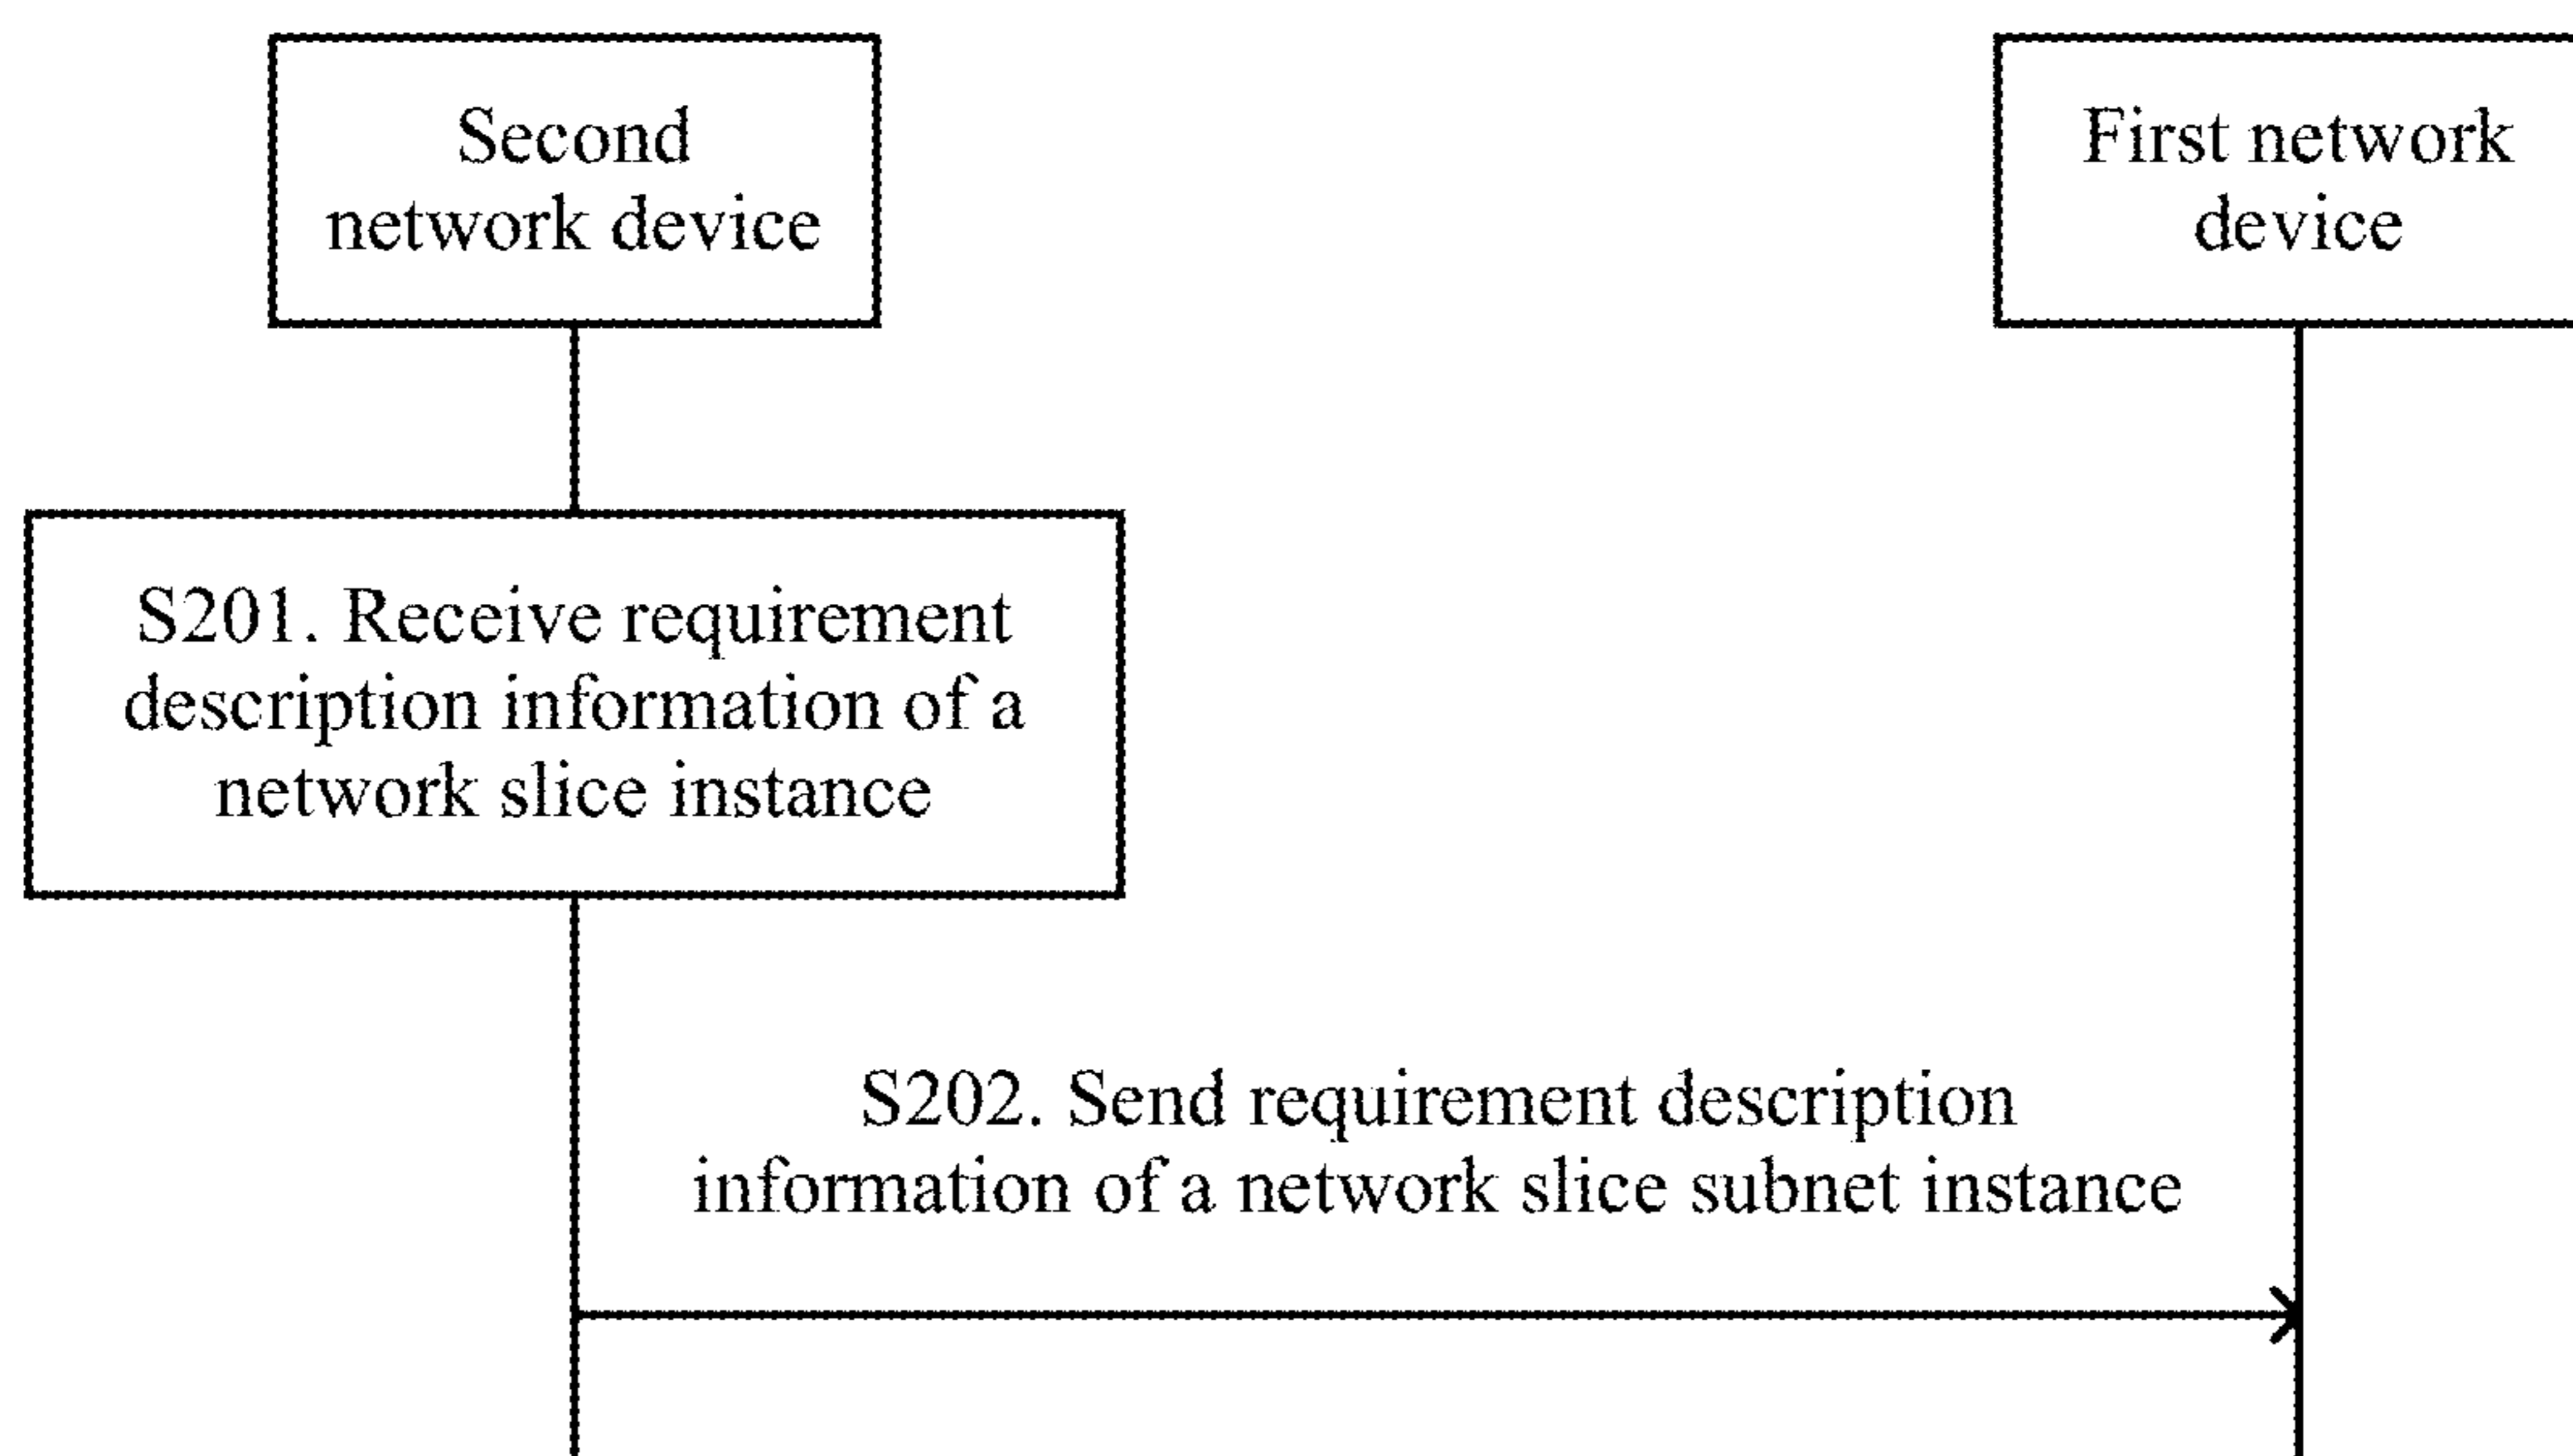 Second
network device
First network
device
S201. Receive requirement
description information of a
network slice instance
S202. Send requirement description
information of a network slice subnet instance